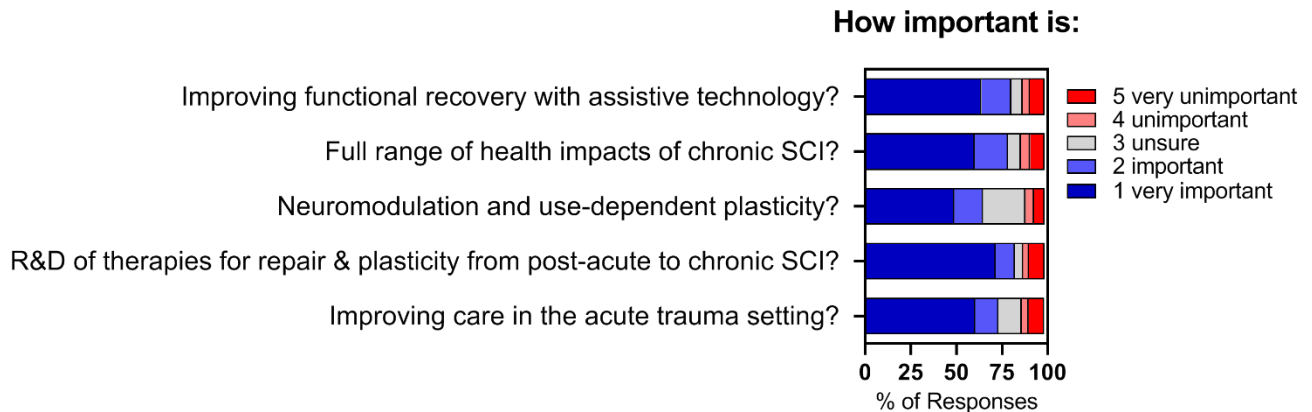 How important is:
Improving functional recovery with assistive technology?
Full range of health impacts of chronic SCI?
Neuromodulation and use-dependent plasticity?
R&D of therapies for repair & plasticity from post-acute to chronic SCI?
Improving care in the acute trauma setting?
5 very unimportant
4 unimportant
3 unsure
2 important
1 very important
0 25 50 75 100
% of Responses